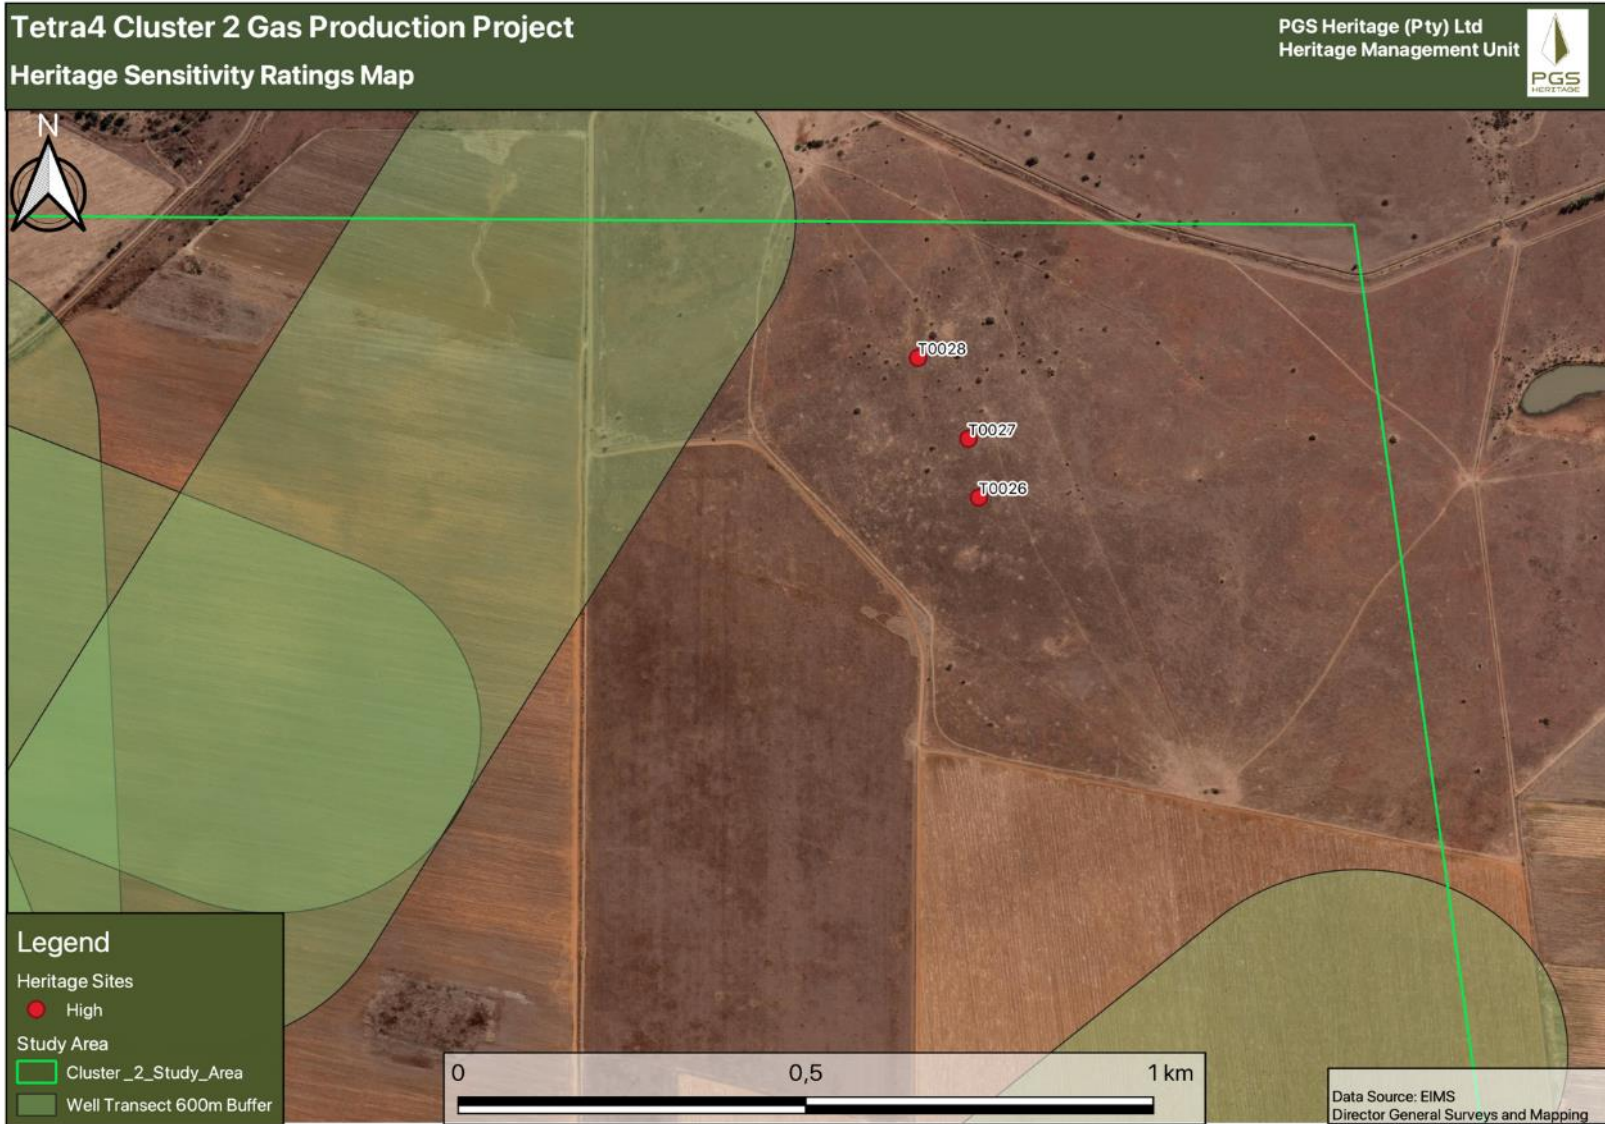 Tetra4 Cluster 2 Gas Production Project
Heritage Sensitivity Ratings Map
PGS Heritage (Pty) Ltd
Heritage Management Unit
PGS
HERITAGE
N
T0028
T0027
T0026
Legend
Heritage Sites
High
Study Area
Cluster_2_Study_Area
Well Transect 600m Buffer
0 0,5 1 km
Data Source: EIMS
Director General Surveys and Mapping